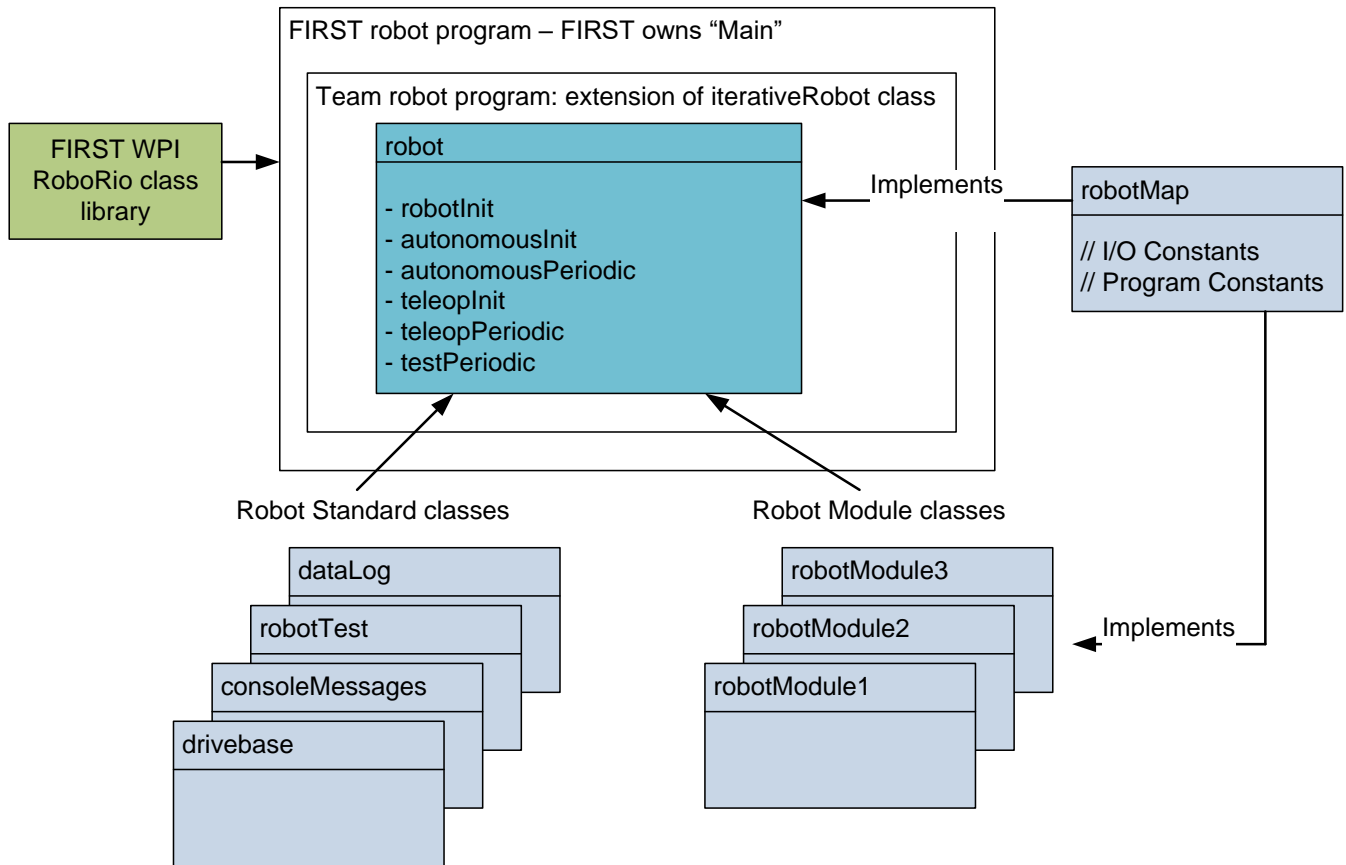 FIRST robot program – FIRST owns “Main”
Team robot program: extension of iterativeRobot class
FIRST WPI
RoboRio class
library
robot
- robotInit
- autonomousInit
- autonomousPeriodic
- teleopInit
- teleopPeriodic
- testPeriodic
Implements
robotMap
// I/O Constants
// Program Constants
Robot Standard classes
dataLog
robotTest
consoleMessages
drivebase
Robot Module classes
robotModule3
robotModule2
robotModule1
Implements